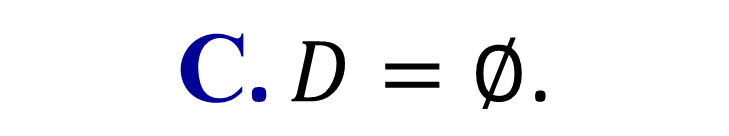 C. D = ∅.